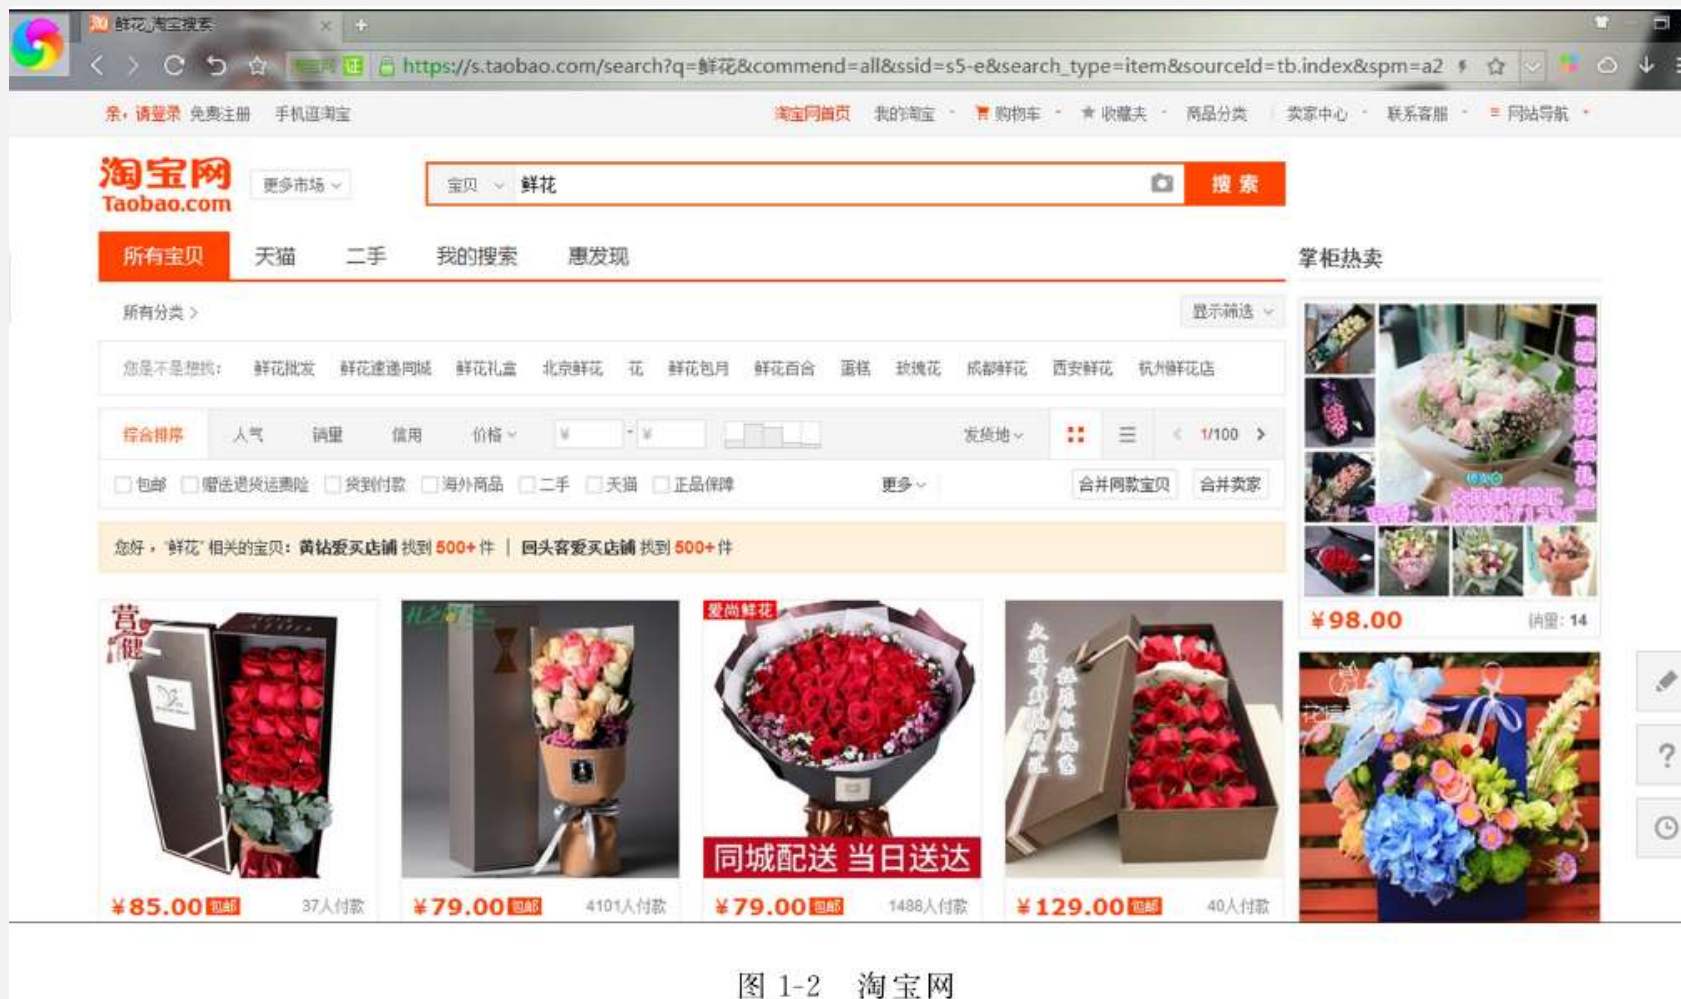 鲜花_淘宝搜索
证 https://s.taobao.com/search?q=鲜花&commend=all&ssid=s5-e&search_type=item&sourceId=tb.index&spm=a2
亲，请登录 免费注册 手机逛淘宝 淘宝网首页 我的淘宝 购物车 收藏夹 商品分类 卖家中心 联系客服 网站导航
淘宝网
Taobao.com
更多市场 宝贝 鲜花 搜索
所有宝贝 天猫 二手 我的搜索 惠发现 掌柜热卖
所有分类 > 显示筛选
您是不是想找： 鲜花批发 鲜花速递同城 鲜花礼盒 北京鲜花 花 鲜花包月 鲜花百合 蛋糕 玫瑰花 成都鲜花 西安鲜花 杭州鲜花店
综合排序 人气 销量 信用 价格 ¥ - ¥ 发货地 < 1/100 >
包邮 赠送退货运费险 货到付款 海外商品 二手 天猫 正品保障 更多 合并同款宝贝 合并卖家
您好，“鲜花”相关的宝贝：黄钻爱买店铺 找到 500+ 件 | 回头客爱买店铺 找到 500+ 件
¥98.00 销量：14
爱尚鲜花
同城配送 当日送达
¥85.00 包邮 37人付款
¥79.00 包邮 4101人付款
¥79.00 包邮 1488人付款
¥129.00 包邮 40人付款
图 1-2 淘宝网